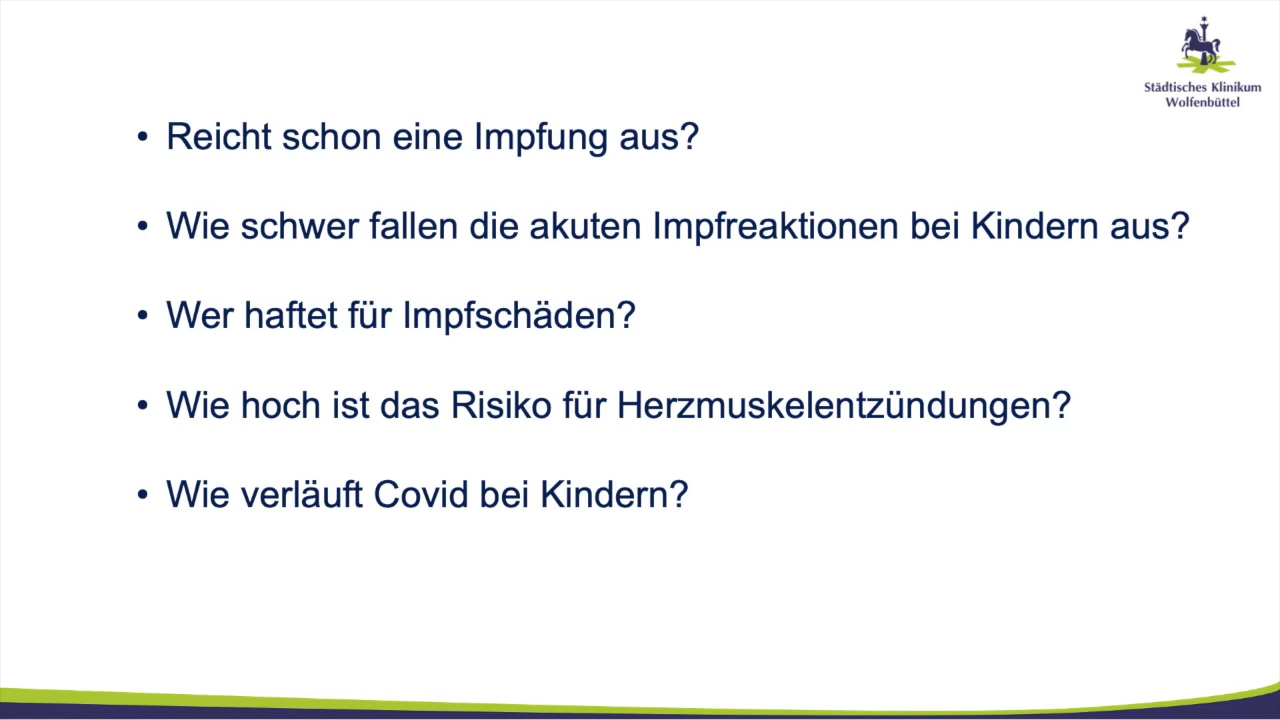 Städtisches Klinikum
Wolfenbüttel
• Reicht schon eine Impfung aus?
• Wie schwer fallen die akuten Impfreaktionen bei Kindern aus?
• Wer haftet für Impfschäden?
• Wie hoch ist das Risiko für Herzmuskelentzündungen?
• Wie verläuft Covid bei Kindern?